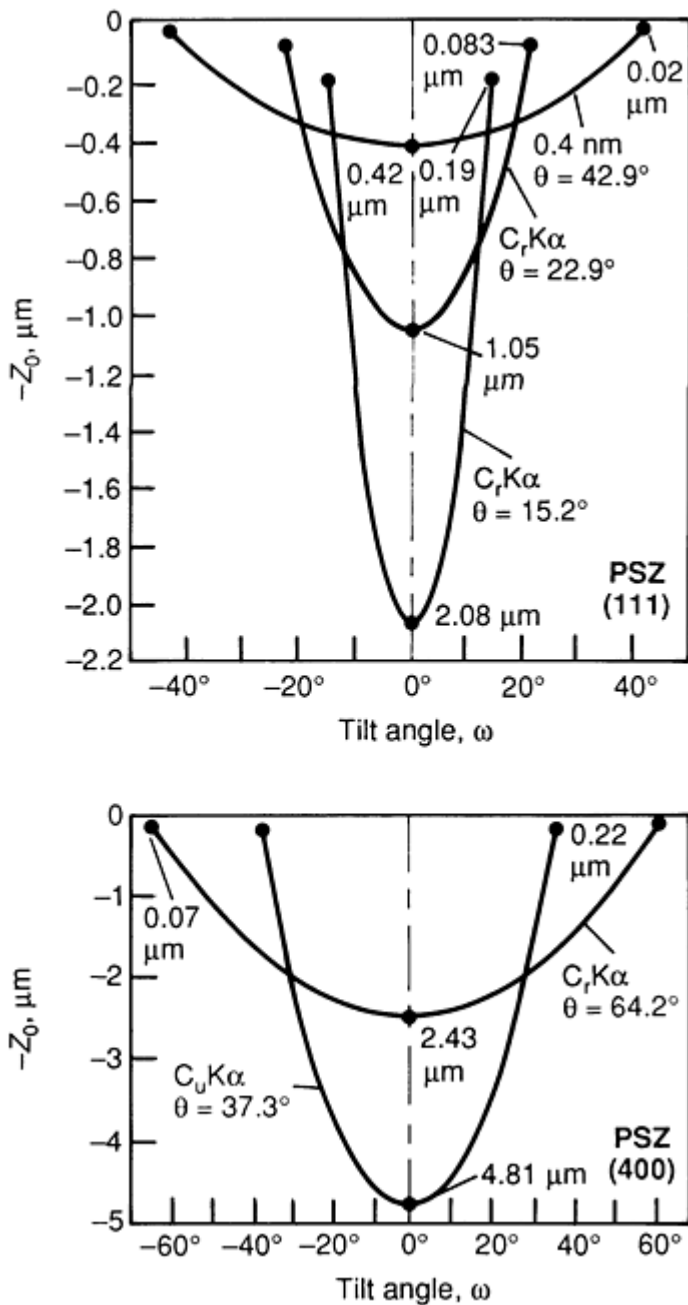 0
−0.2
−0.4
−0.6
−0.8
−1.0
−1.2
−1.4
−1.6
−1.8
−2.0
−2.2
−Z₀, μm
0.083
μm
0.02
μm
0.42
μm
0.19
μm
0.4 nm
θ = 42.9°
CᵣKα
θ = 22.9°
1.05
μm
CᵣKα
θ = 15.2°
2.08 μm
PSZ
(111)
−40° −20° 0° 20° 40°
Tilt angle, ω
0
−1
−2
−3
−4
−5
−Z₀, μm
0.07
μm
0.22
μm
CᵣKα
θ = 64.2°
2.43
μm
CᵤKα
θ = 37.3°
4.81 μm
PSZ
(400)
−60° −40° −20° 0° 20° 40° 60°
Tilt angle, ω